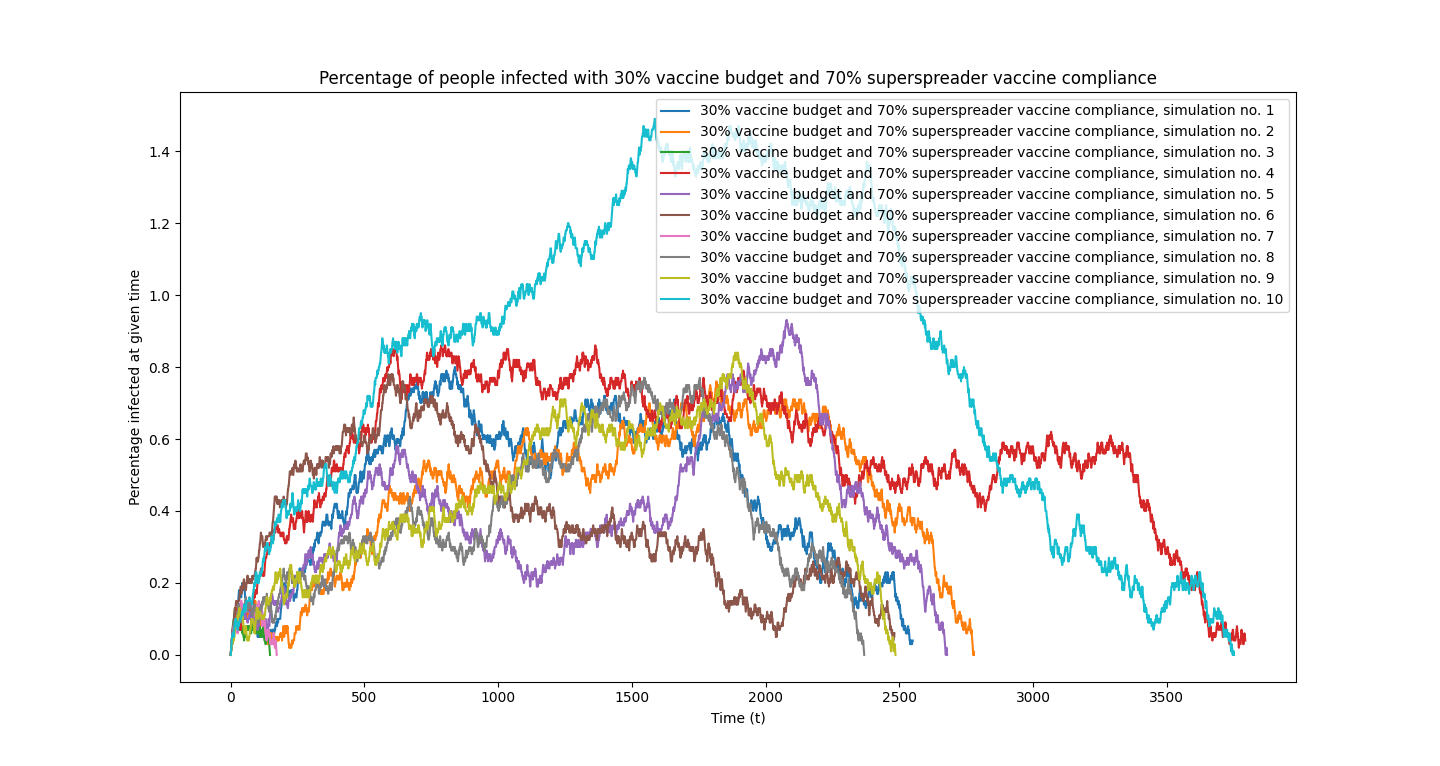 Percentage of people infected with 30% vaccine budget and 70% superspreader vaccine compliance
30% vaccine budget and 70% superspreader vaccine compliance, simulation no. 1
30% vaccine budget and 70% superspreader vaccine compliance, simulation no. 2
30% vaccine budget and 70% superspreader vaccine compliance, simulation no. 3
30% vaccine budget and 70% superspreader vaccine compliance, simulation no. 4
30% vaccine budget and 70% superspreader vaccine compliance, simulation no. 5
30% vaccine budget and 70% superspreader vaccine compliance, simulation no. 6
30% vaccine budget and 70% superspreader vaccine compliance, simulation no. 7
30% vaccine budget and 70% superspreader vaccine compliance, simulation no. 8
30% vaccine budget and 70% superspreader vaccine compliance, simulation no. 9
30% vaccine budget and 70% superspreader vaccine compliance, simulation no. 10
Percentage infected at given time
1.4
1.2
1.0
0.8
0.6
0.4
0.2
0.0
0 500 1000 1500 2000 2500 3000 3500
Time (t)